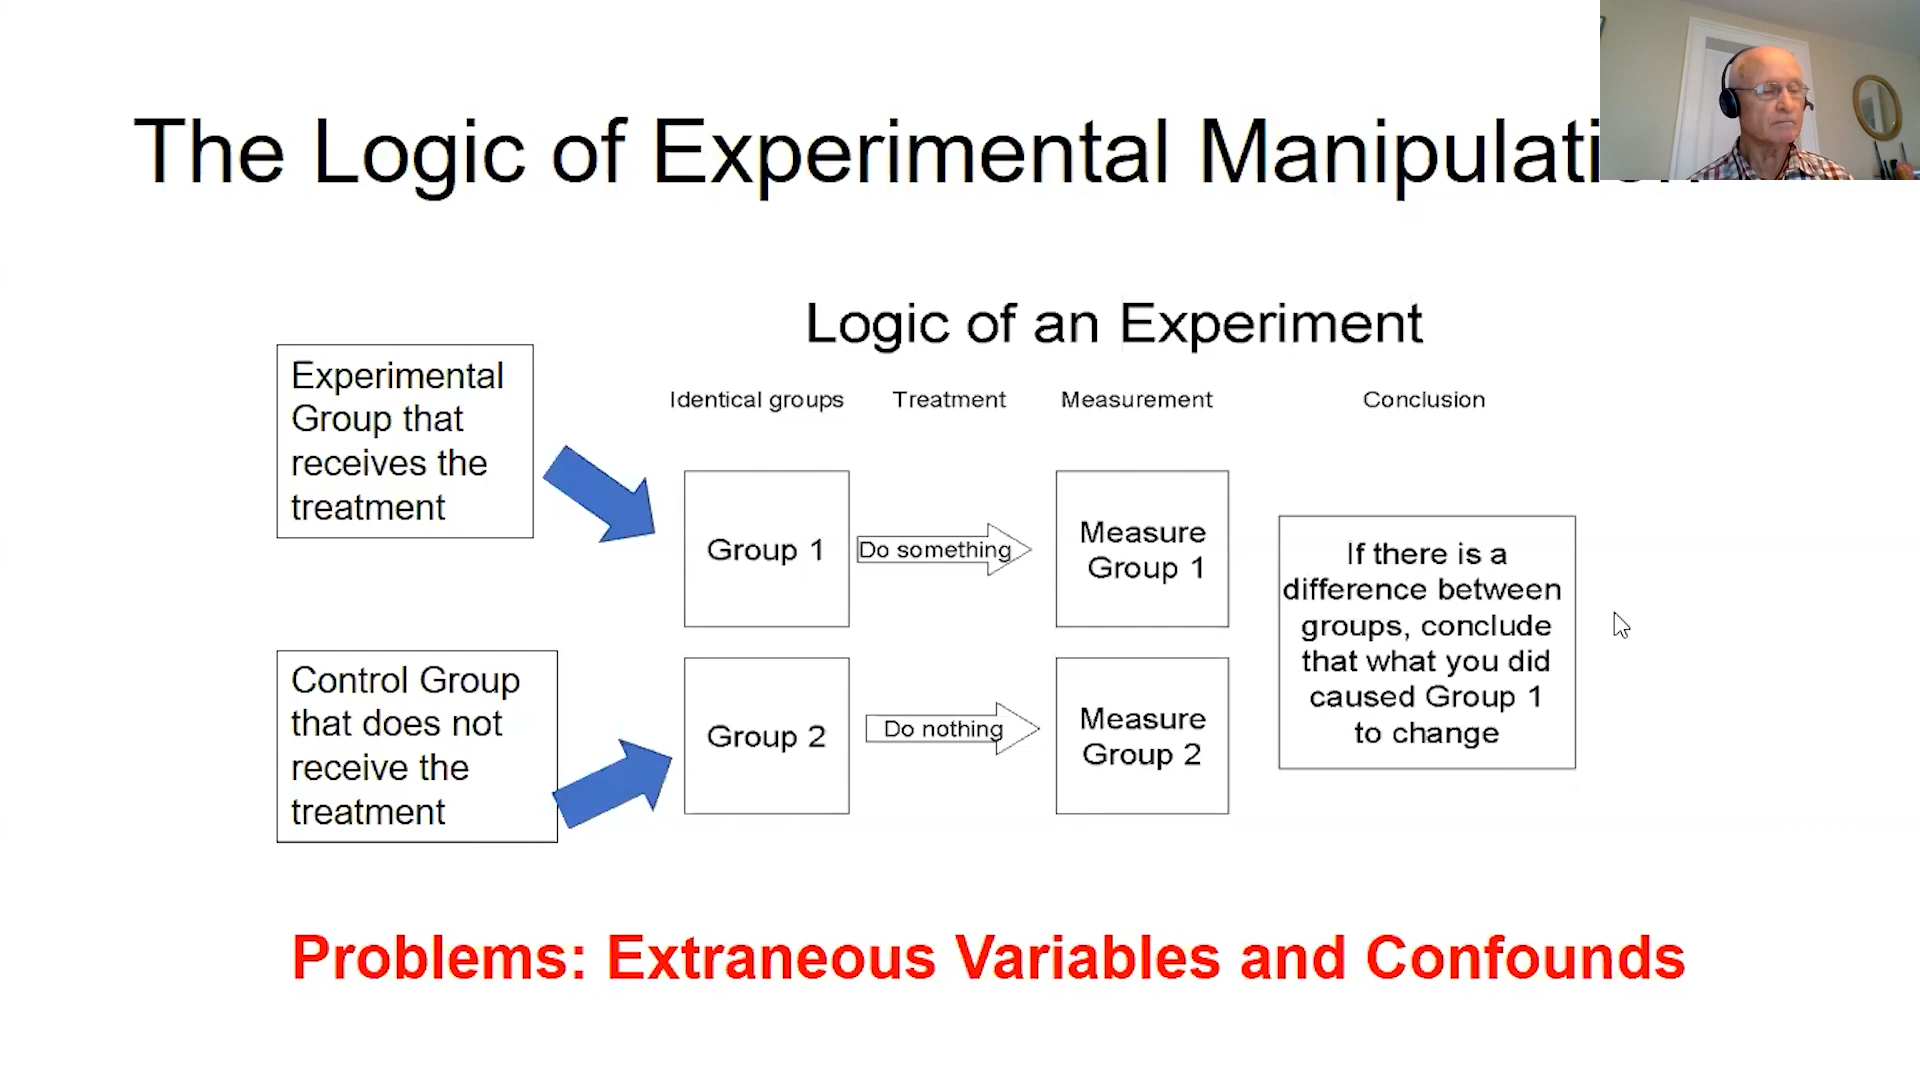 The Logic of Experimental Manipulation
Logic of an Experiment
Experimental
Group that
receives the
treatment
Control Group
that does not
receive the
treatment
Identical groups
Treatment
Measurement
Conclusion
Group 1
Do something
Measure
Group 1
Group 2
Do nothing
Measure
Group 2
If there is a
difference between
groups, conclude
that what you did
caused Group 1
to change
Problems: Extraneous Variables and Confounds